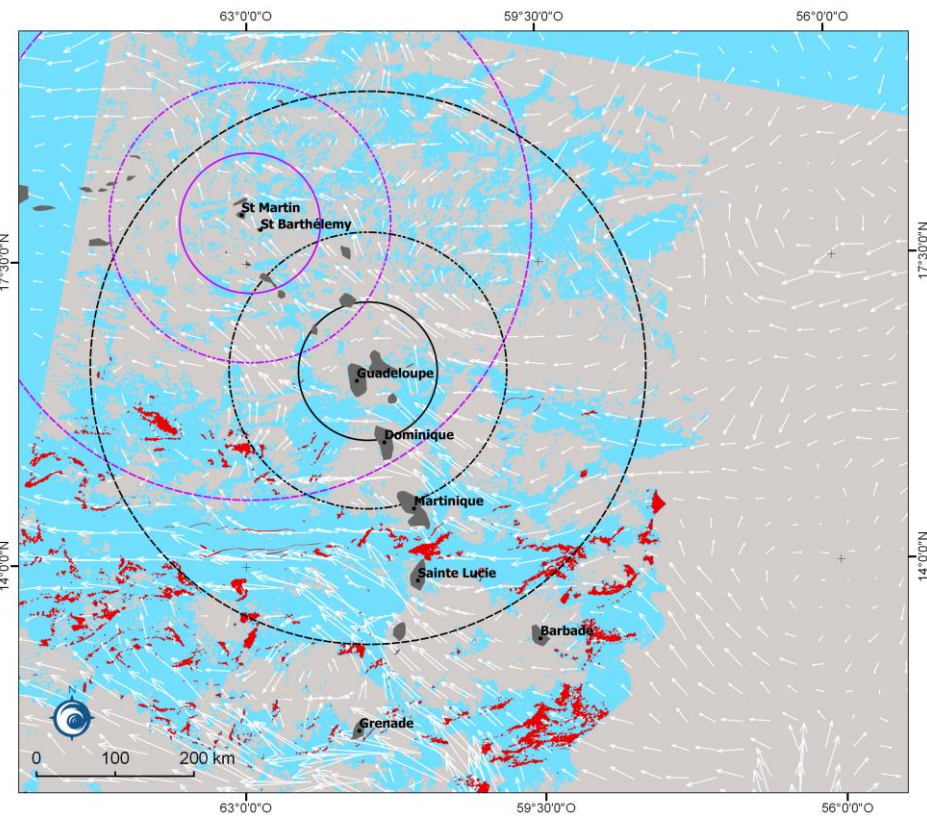 63°0'0"O 59°30'0"O 56°0'0"O
St Martin
St Barthélemy
17°30'0"N 17°30'0"N
Guadeloupe
Dominique
Martinique
14°0'0"N 14°0'0"N
Sainte Lucie
Barbade
N
Grenade
0 100 200 km
63°0'0"O 59°30'0"O 56°0'0"O